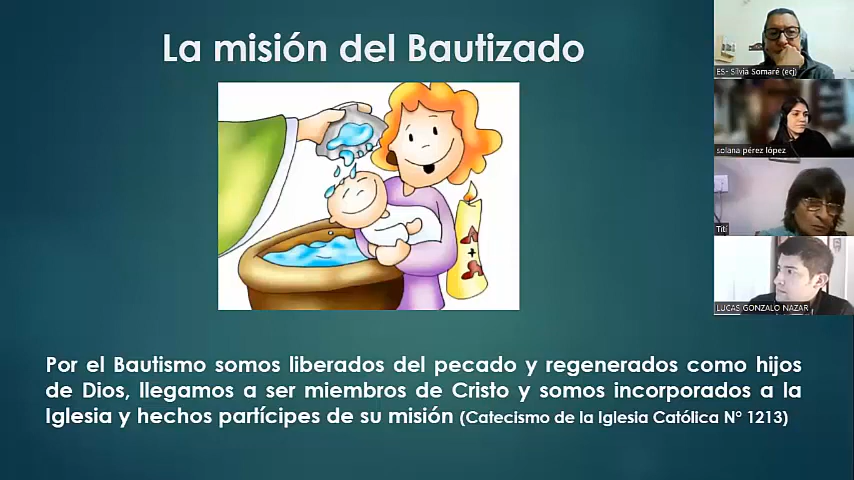 La misión del Bautizado
Por el Bautismo somos liberados del pecado y regenerados como hijos
de Dios, llegamos a ser miembros de Cristo y somos incorporados a la
Iglesia y hechos partícipes de su misión (Catecismo de la Iglesia Católica N° 1213)
ES- Silvia Somaré (ecj)
solana pérez lópez
Tití
LUCAS GONZALO NAZAR